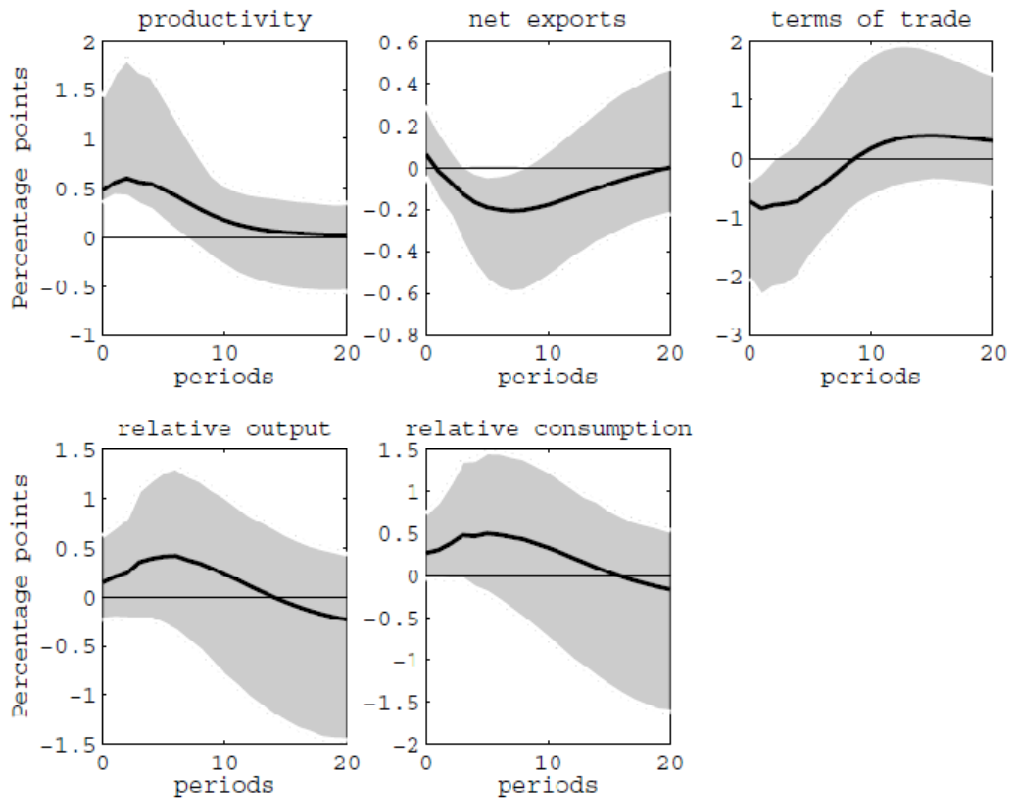 productivity
2
1.5
1
0.5
0
-0.5
-1
Percentage points
0 10 20
periods
net exports
0.6
0.4
0.2
0
-0.2
-0.4
-0.6
-0.8
0 10 20
periods
terms of trade
2
1
0
-1
-2
-3
0 10 20
periods
relative output
1.5
1
0.5
0
-0.5
-1
-1.5
Percentage points
0 10 20
periods
relative consumption
1.5
1
0.5
0
-0.5
-1
-1.5
-2
0 10 20
periods